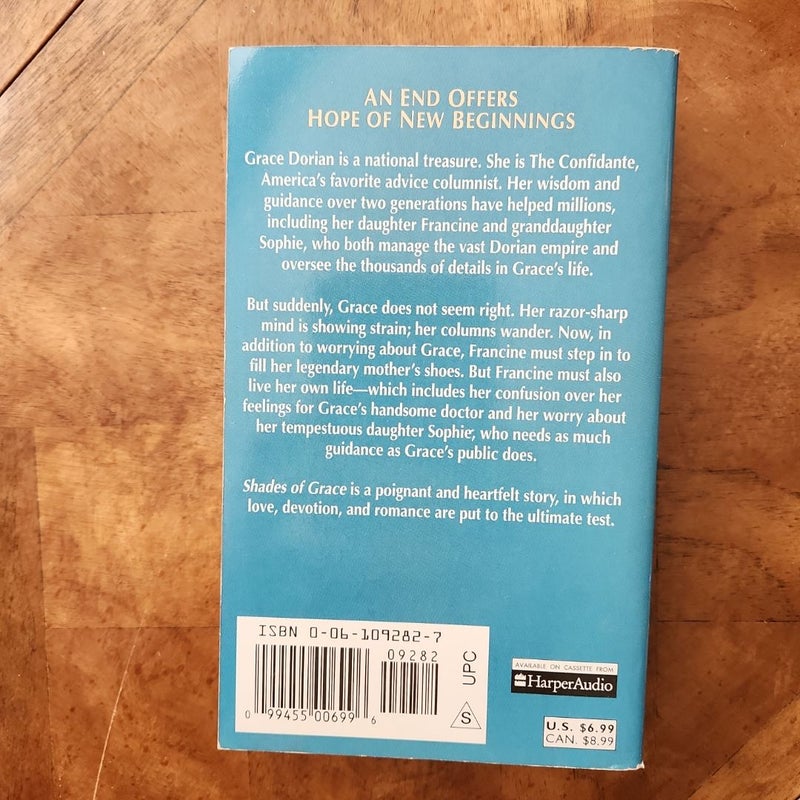 AN END OFFERS
HOPE OF NEW BEGINNINGS
Grace Dorian is a national treasure. She is The Confidante,
America's favorite advice columnist. Her wisdom and
guidance over two generations have helped millions,
including her daughter Francine and granddaughter
Sophie, who both manage the vast Dorian empire and
oversee the thousands of details in Grace's life.
But suddenly, Grace does not seem right. Her razor-sharp
mind is showing strain; her columns wander. Now, in
addition to worrying about Grace, Francine must step in to
fill her legendary mother's shoes. But Francine must also
live her own life—which includes her confusion over her
feelings for Grace's handsome doctor and her worry about
her tempestuous daughter Sophie, who needs as much
guidance as Grace's public does.
Shades of Grace is a poignant and heartfelt story, in which
love, devotion, and romance are put to the ultimate test.
ISBN 0-06-109282-7
09282
UPC
0 99455 00699 6
S
AVAILABLE ON CASSETTE FROM
HarperAudio
U.S. $6.99
CAN. $8.99